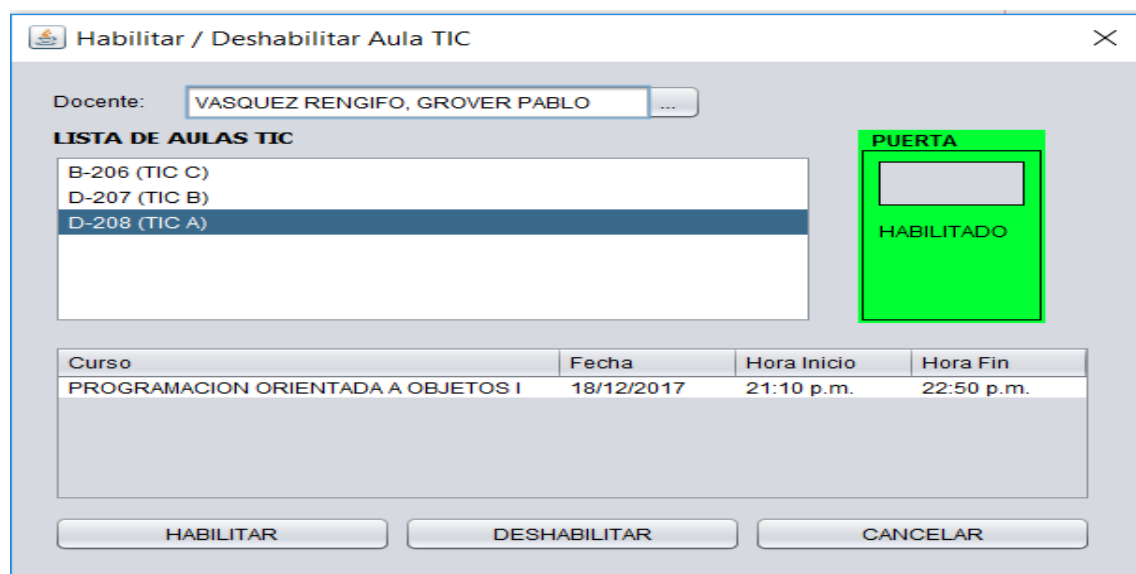 Habilitar / Deshabilitar Aula TIC
Docente: VASQUEZ RENGIFO, GROVER PABLO ...
LISTA DE AULAS TIC
B-206 (TIC C)
D-207 (TIC B)
D-208 (TIC A)
PUERTA
HABILITADO
Curso Fecha Hora Inicio Hora Fin
PROGRAMACION ORIENTADA A OBJETOS I 18/12/2017 21:10 p.m. 22:50 p.m.
HABILITAR DESHABILITAR CANCELAR